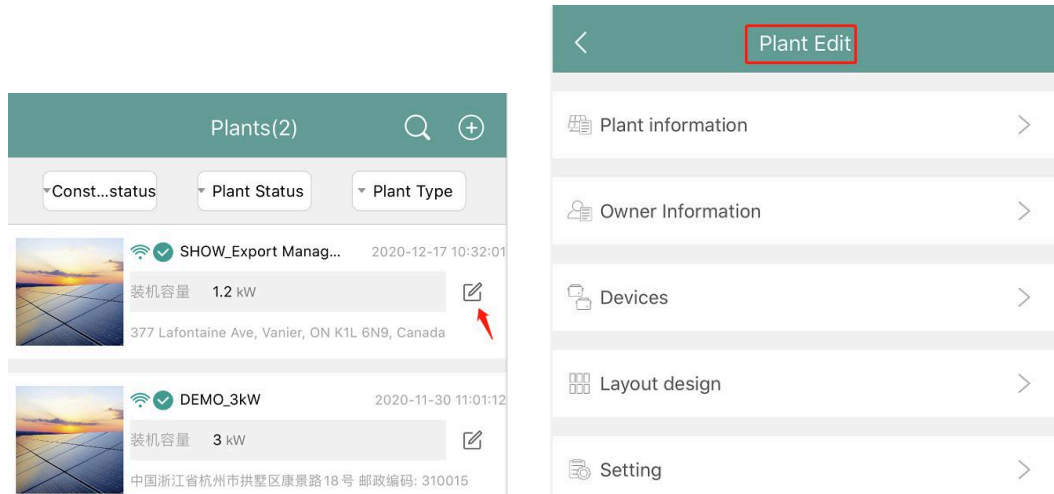 Plants(2)
Const...status
Plant Status
Plant Type
SHOW_Export Manag... 2020-12-17 10:32:01
装机容量 1.2 kW
377 Lafontaine Ave, Vanier, ON K1L 6N9, Canada
DEMO_3kW 2020-11-30 11:01:12
装机容量 3 kW
中国浙江省杭州市拱墅区康景路18号 邮政编码: 310015
Plant Edit
Plant information
Owner Information
Devices
Layout design
Setting